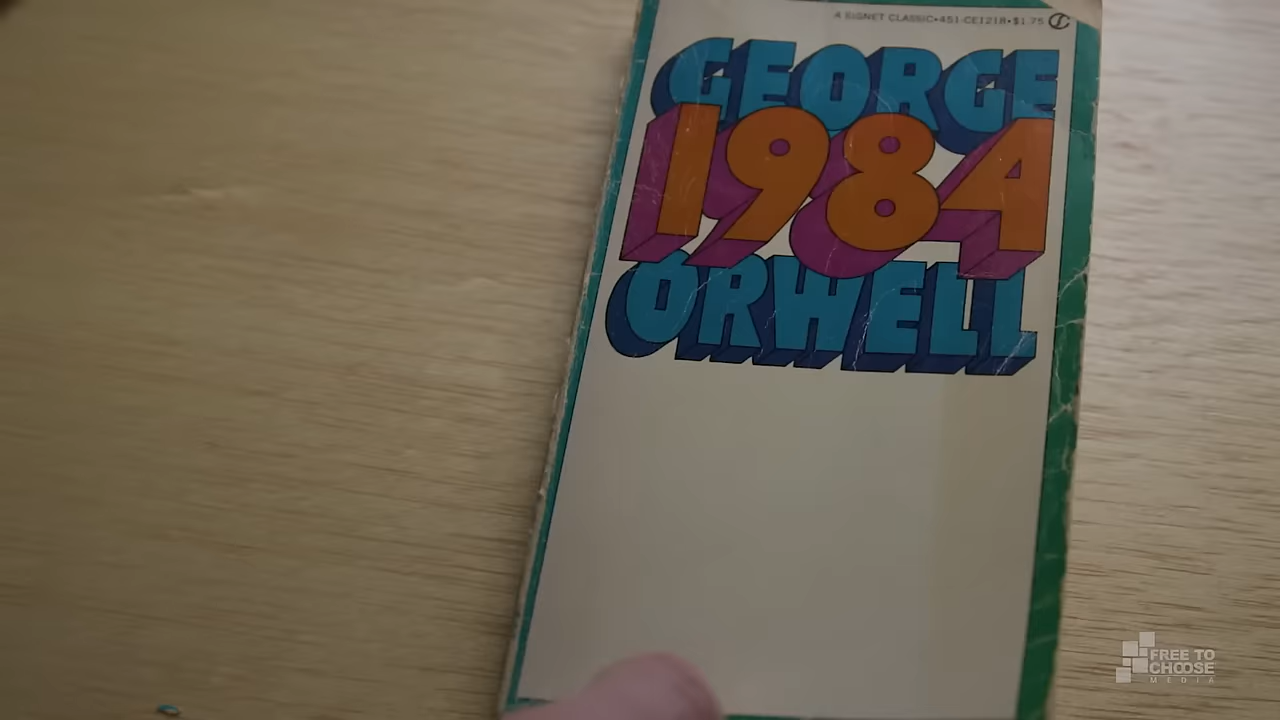 A SIGNET CLASSIC•451-CE1218•$1.75
GEORGE
1984
ORWELL
FREE TO
CHOOSE
MEDIA